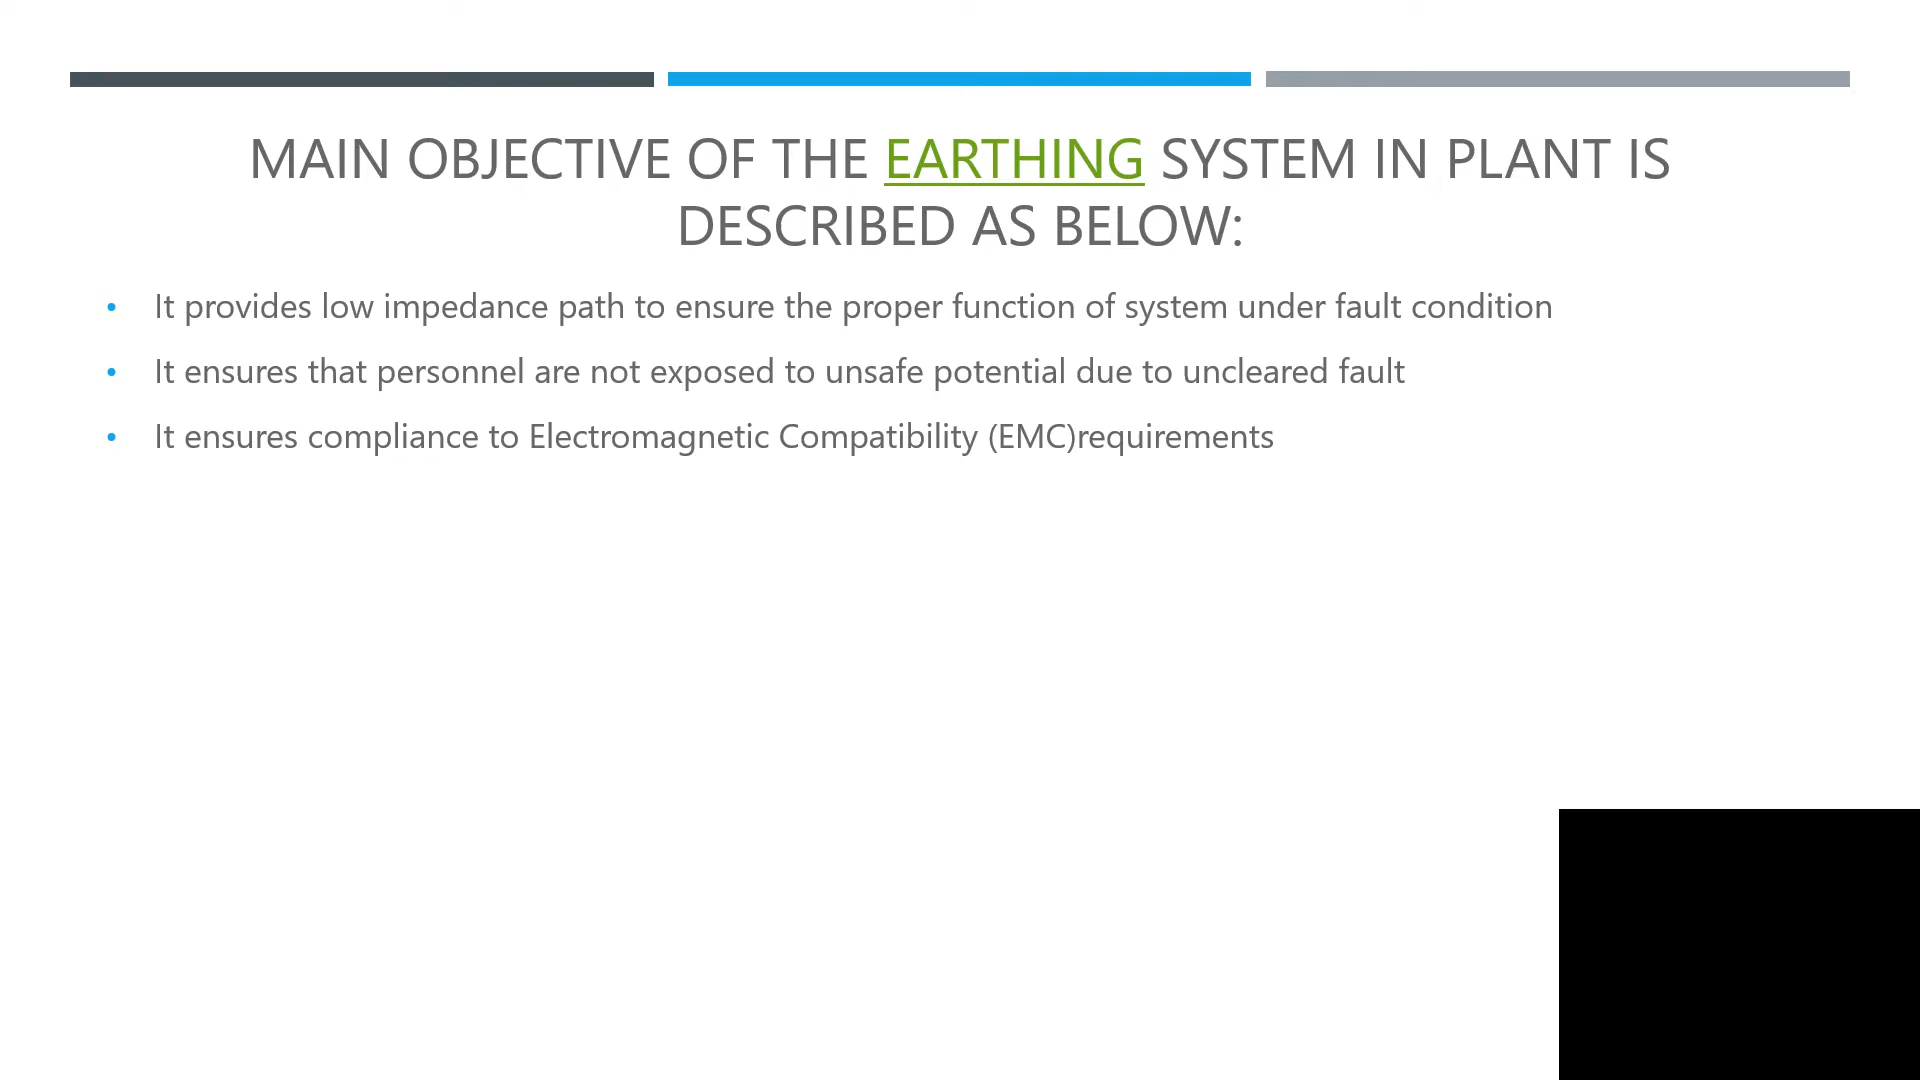 MAIN OBJECTIVE OF THE EARTHING SYSTEM IN PLANT IS
DESCRIBED AS BELOW:
• It provides low impedance path to ensure the proper function of system under fault condition
• It ensures that personnel are not exposed to unsafe potential due to uncleared fault
• It ensures compliance to Electromagnetic Compatibility (EMC)requirements